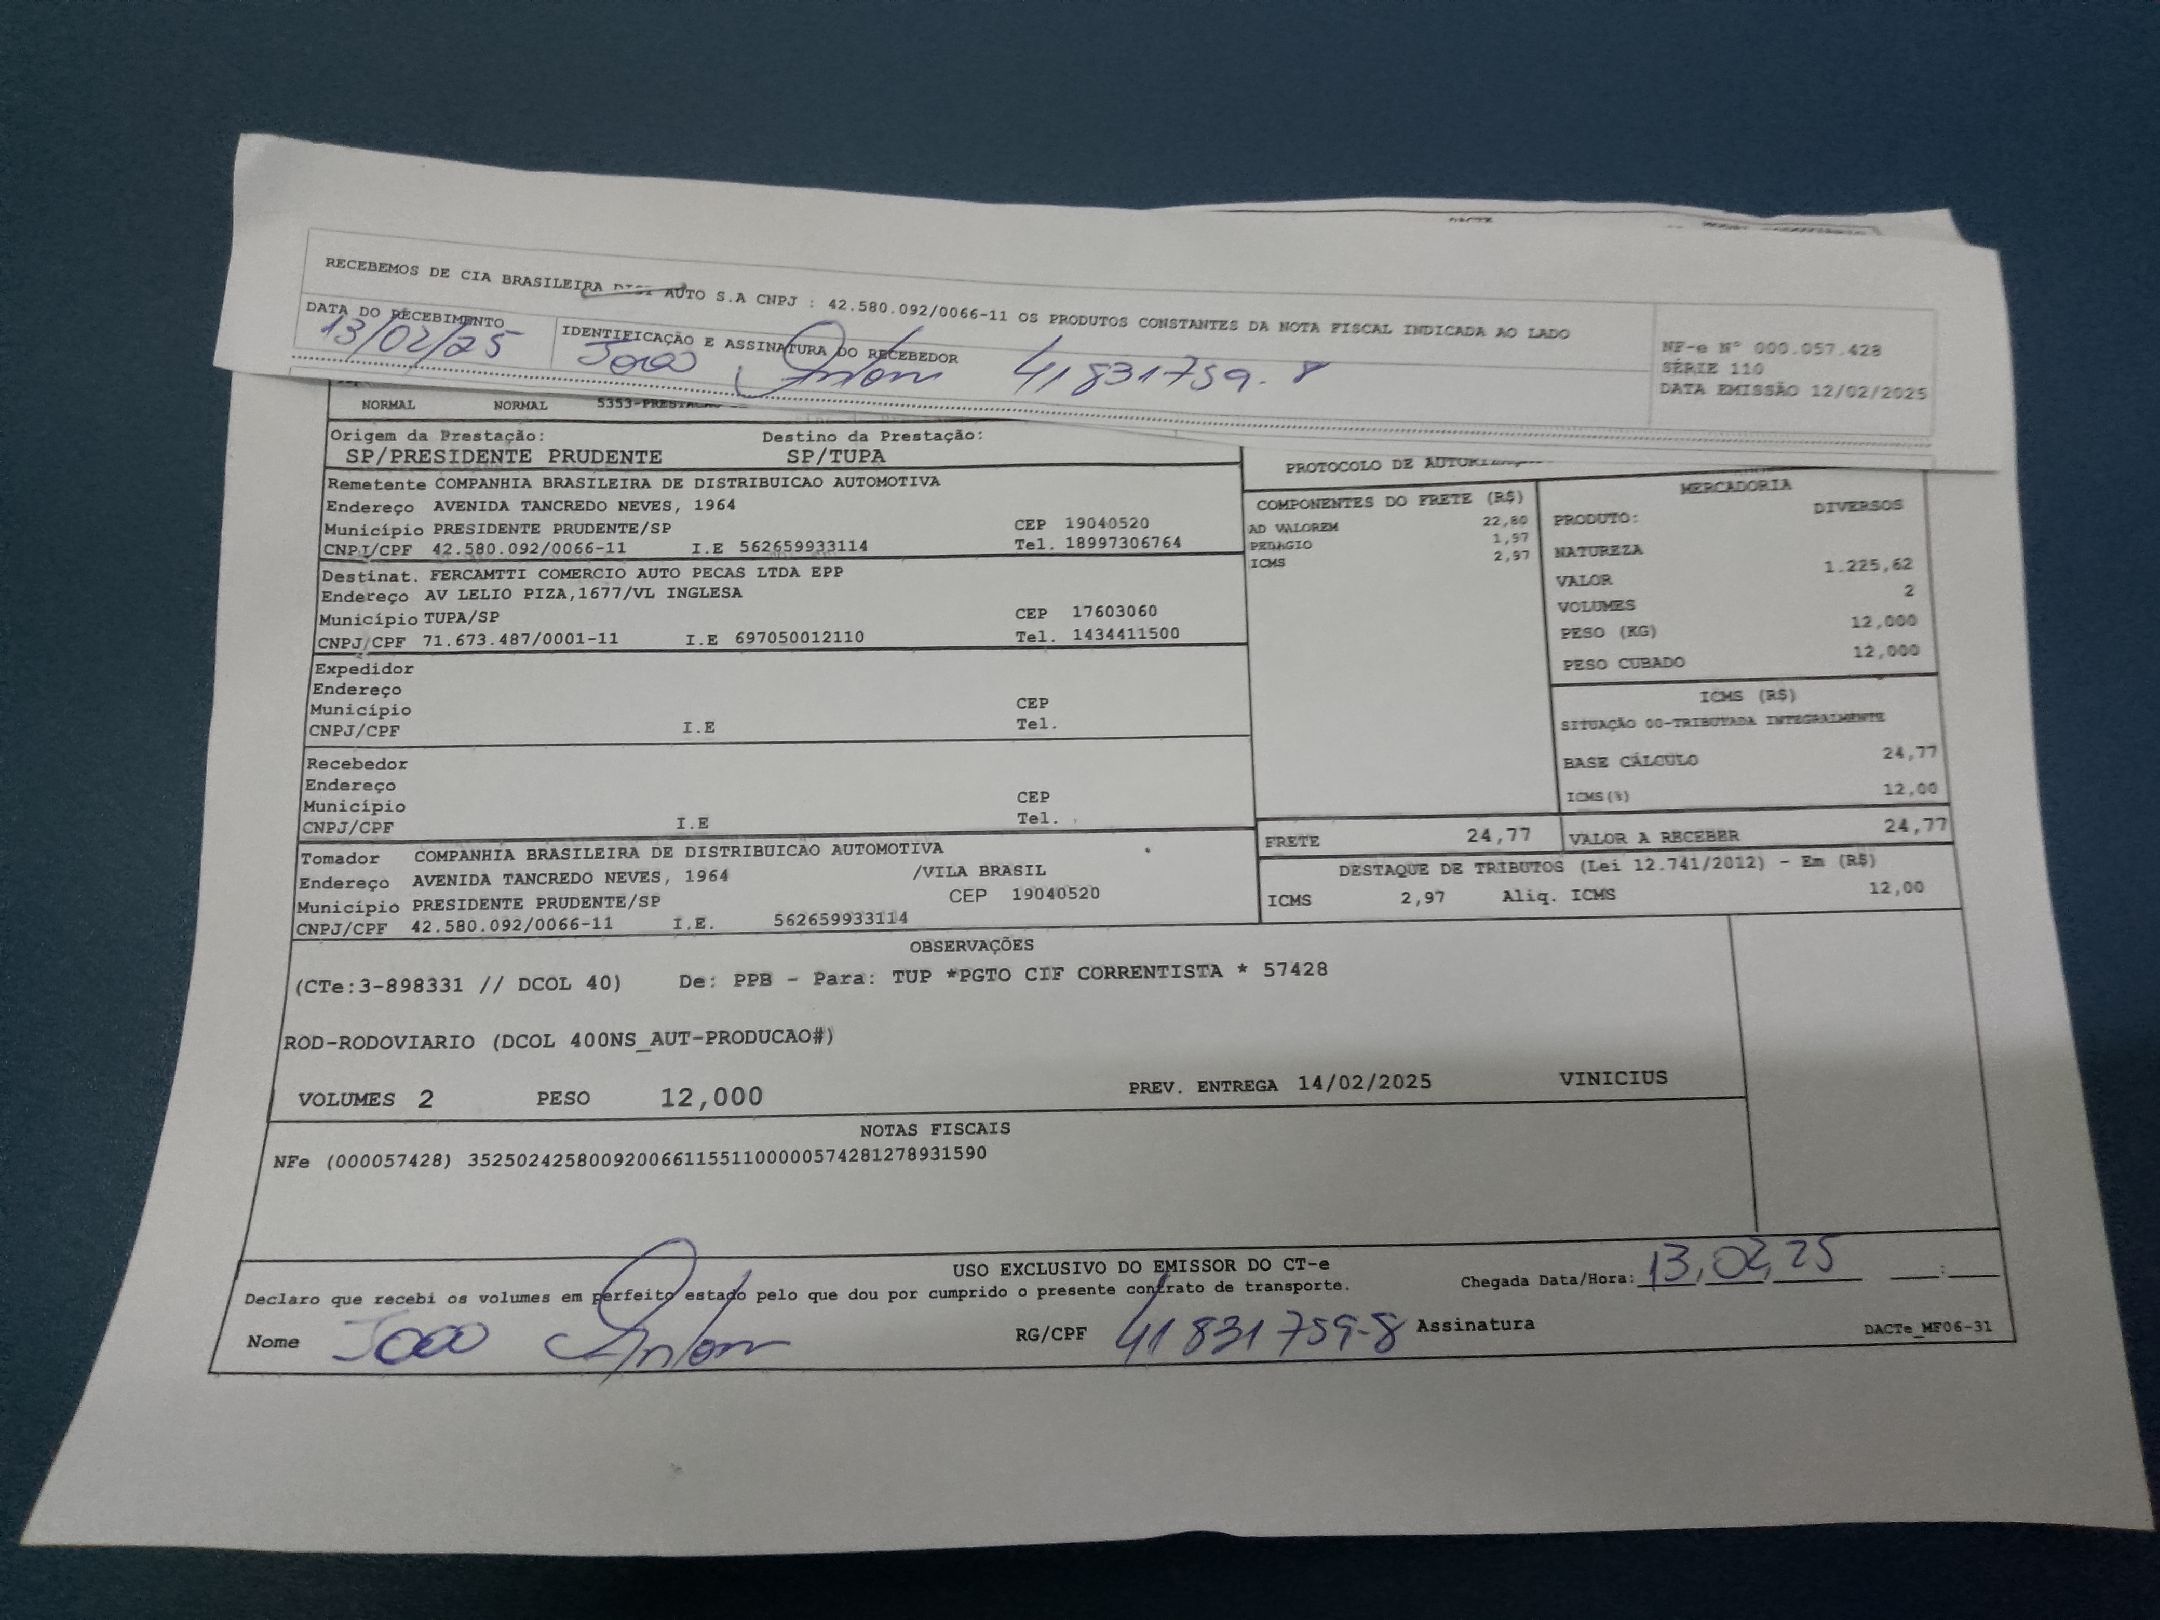 RECEBEMOS DE CIA BRASILEIRA DIST AUTO S.A CNPJ : 42.580.092/0066-11 OS PRODUTOS CONSTANTES DA NOTA FISCAL INDICADA AO LADO
DATA DO RECEBIMENTO
13/02/25
IDENTIFICAÇÃO E ASSINATURA DO RECEBEDOR
Joao 41831759-8
NF-e Nº 000.057.428
SÉRIE 110
DATA EMISSÃO 12/02/2025
NORMAL NORMAL
Origem da Prestação: Destino da Prestação:
SP/PRESIDENTE PRUDENTE SP/TUPA
Remetente COMPANHIA BRASILEIRA DE DISTRIBUICAO AUTOMOTIVA
Endereço AVENIDA TANCREDO NEVES, 1964
Município PRESIDENTE PRUDENTE/SP CEP 19040520
CNPJ/CPF 42.580.092/0066-11 I.E 562659933114 Tel. 18997306764
Destinat. FERCAMTTI COMERCIO AUTO PECAS LTDA EPP
Endereço AV LELIO PIZA,1677/VL INGLESA
Município TUPA/SP CEP 17603060
CNPJ/CPF 71.673.487/0001-11 I.E 697050012110 Tel. 1434411500
Expedidor
Endereço
Município CEP
CNPJ/CPF I.E Tel.
Recebedor
Endereço
Município CEP
CNPJ/CPF I.E Tel.
Tomador COMPANHIA BRASILEIRA DE DISTRIBUICAO AUTOMOTIVA
Endereço AVENIDA TANCREDO NEVES, 1964 /VILA BRASIL
Município PRESIDENTE PRUDENTE/SP CEP 19040520
CNPJ/CPF 42.580.092/0066-11 I.E. 562659933114
PROTOCOLO DE
COMPONENTES DO FRETE (R$)
AD VALOREM 22,80
PEDAGIO 1,97
ICMS 2,97
MERCADORIA
PRODUTO: DIVERSOS
NATUREZA
VALOR 1.225,62
VOLUMES 2
PESO (KG) 12,000
PESO CUBADO 12,000
ICMS (R$)
SITUAÇÃO 00-TRIBUTADA INTEGRALMENTE
BASE CÁLCULO 24,77
ICMS(%) 12,00
FRETE 24,77 VALOR A RECEBER 24,77
DESTAQUE DE TRIBUTOS (Lei 12.741/2012) - Em (R$)
ICMS 2,97 Aliq. ICMS 12,00
OBSERVAÇÕES
(CTe:3-898331 // DCOL 40) De: PPB - Para: TUP *PGTO CIF CORRENTISTA * 57428
ROD-RODOVIARIO (DCOL 400NS_AUT-PRODUCAO#)
VOLUMES 2 PESO 12,000 PREV. ENTREGA 14/02/2025 VINICIUS
NOTAS FISCAIS
NFe (000057428) 35250242580092006611551100000574281278931590
USO EXCLUSIVO DO EMISSOR DO CT-e
Declaro que recebi os volumes em perfeito estado pelo que dou por cumprido o presente contrato de transporte.
Chegada Data/Hora: 13,02,25 :
Nome Joao RG/CPF 41831759-8 Assinatura
DACTe_MF06-31